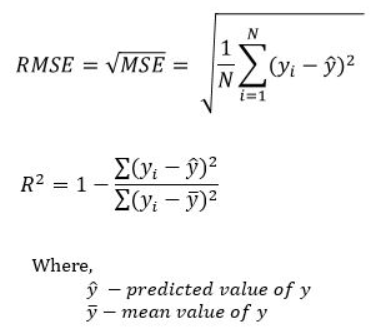 RMSE = √MSE = √(1/N ∑_{i=1}^{N} (y_i − ŷ)²)
R² = 1 − ∑(y_i − ŷ)² / ∑(y_i − ȳ)²
Where,
ŷ − predicted value of y
ȳ − mean value of y